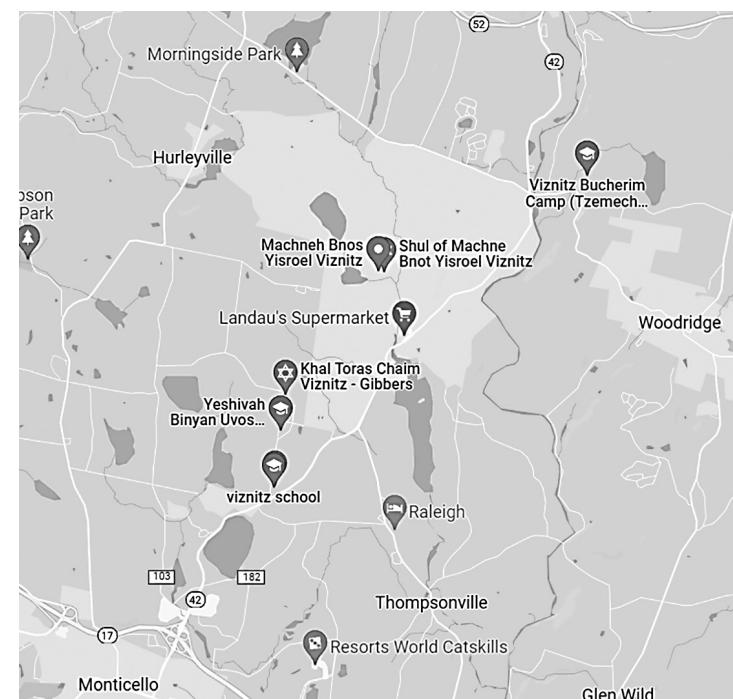 52
Morningside Park
42
Hurleyville
Viznitz Bucherim
Camp (Tzemech...
Park
Machneh Bnos
Yisroel Viznitz
Shul of Machne
Bnot Yisroel Viznitz
Landau's Supermarket
Woodridge
Khal Toras Chaim
Viznitz - Gibbers
Yeshivah
Binyan Uvos...
viznitz school
Raleigh
103
182
42
Thompsonville
17
Resorts World Catskills
Monticello
Glen Wild